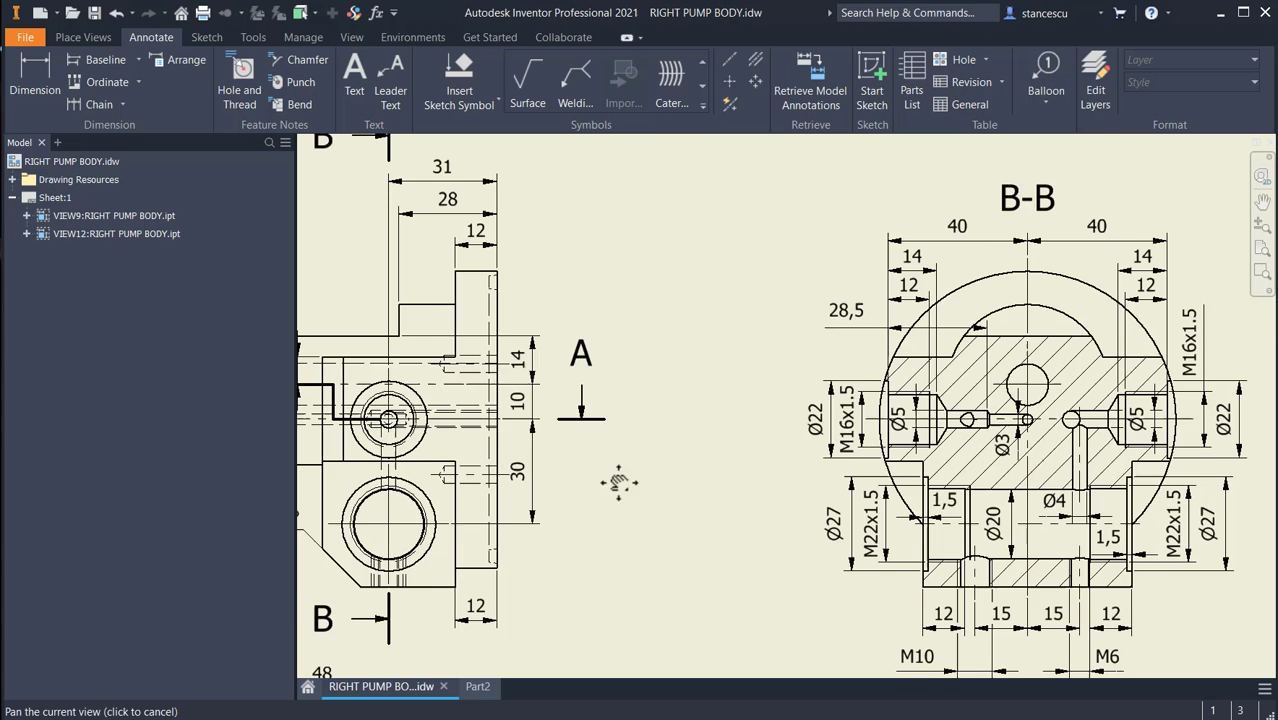 Autodesk Inventor Professional 2021 RIGHT PUMP BODY.idw
Search Help & Commands...
stancescu
File Place Views Annotate Sketch Tools Manage View Environments Get Started Collaborate
Dimension
Baseline
Ordinate
Chain
Arrange
Dimension
Hole and Thread
Chamfer
Punch
Bend
Feature Notes
Text
Leader Text
Text
Insert Sketch Symbol
Surface
Weldi...
Impor...
Cater...
Symbols
Retrieve Model Annotations
Retrieve
Start Sketch
Sketch
Parts List
Hole
Revision
General
Table
Balloon
Edit Layers
Layer
Style
Format
Model
RIGHT PUMP BODY.idw
Drawing Resources
Sheet:1
VIEW9:RIGHT PUMP BODY.ipt
VIEW12:RIGHT PUMP BODY.ipt
B
31
28
12
14
10
30
A
12
B
48
B-B
40 40
14 14
12 12
28,5
M16x1.5
Ø22
M16x1.5
Ø5
Ø3
Ø5
Ø22
Ø27
M22x1.5
1,5
Ø20
Ø4
1,5
M22x1.5
Ø27
12 15 15 12
M10 M6
RIGHT PUMP BO...idw Part2
Pan the current view (click to cancel)
1 3